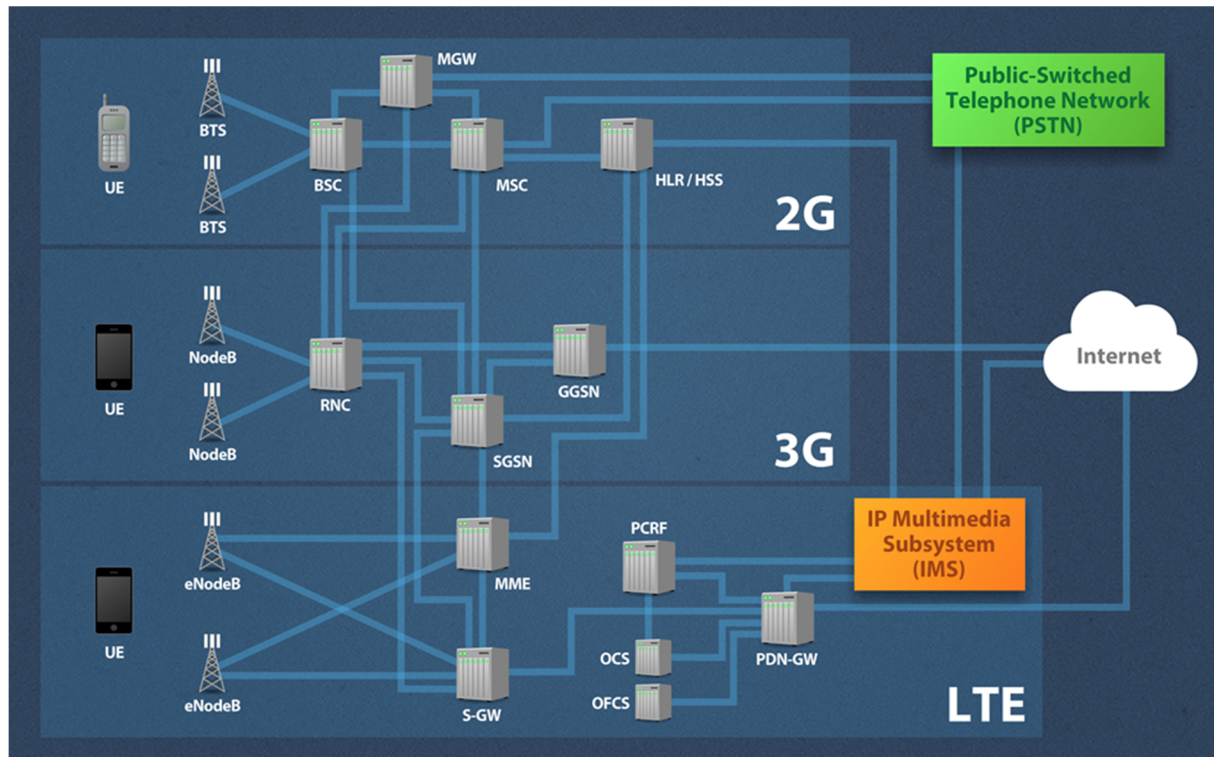 MGW
Public-Switched
Telephone Network
(PSTN)
BTS
UE
BSC
MSC
HLR / HSS
BTS
2G
NodeB
Internet
UE
RNC
GGSN
NodeB
SGSN
3G
IP Multimedia
Subsystem
(IMS)
PCRF
eNodeB
MME
UE
OCS
PDN-GW
eNodeB
S-GW
OFCS
LTE